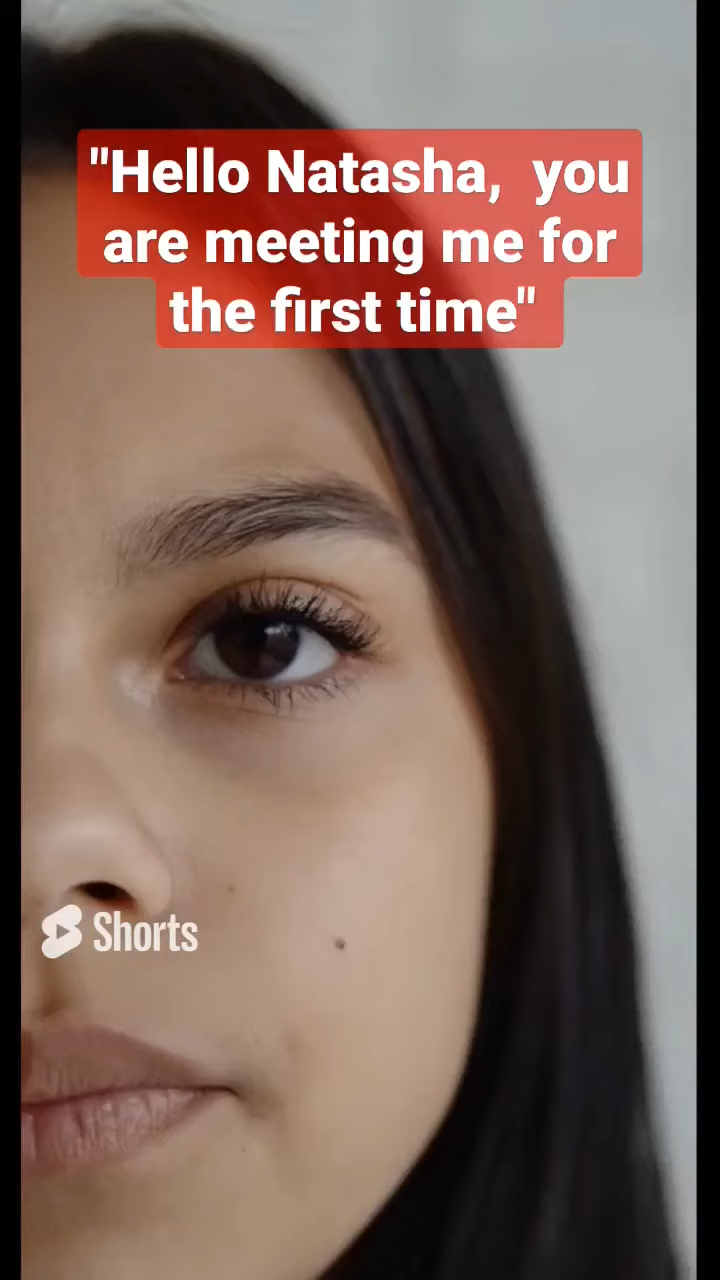 "Hello Natasha,  you
are meeting me for
the first time"
Shorts